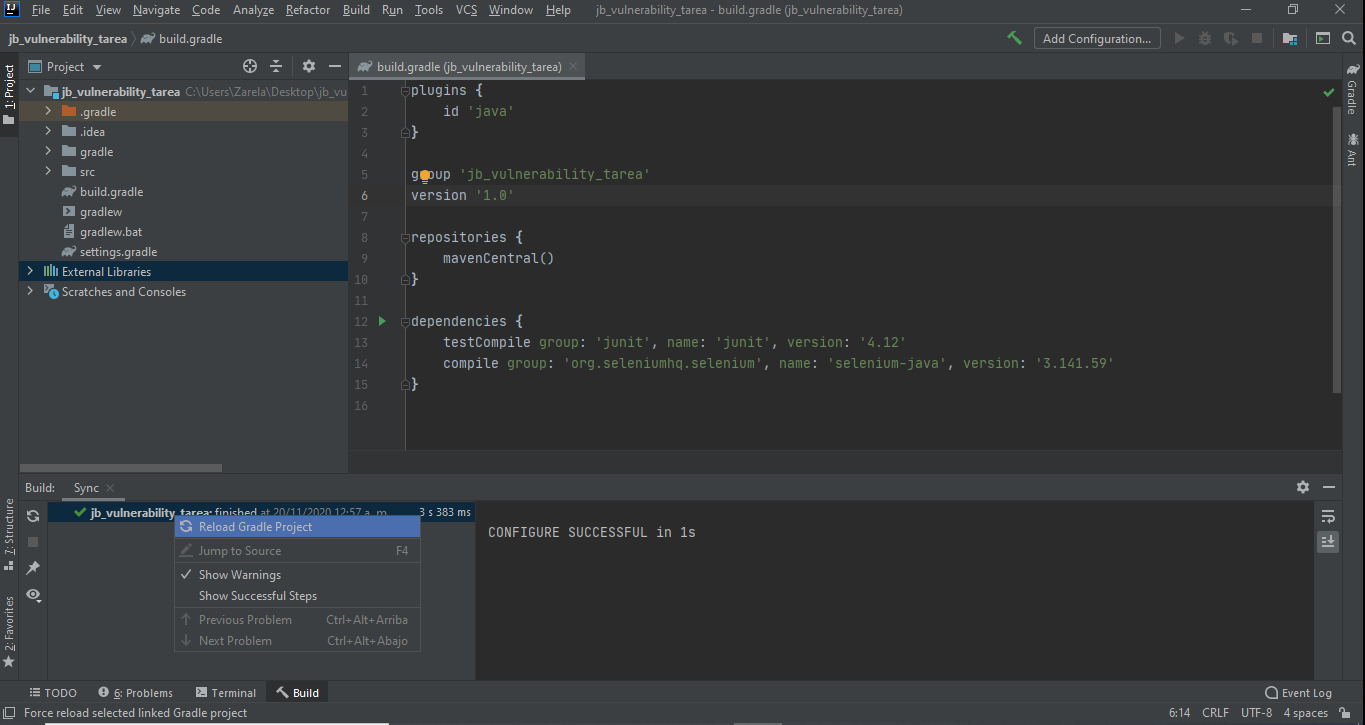 IJ File Edit View Navigate Code Analyze Refactor Build Run Tools VCS Window Help jb_vulnerability_tarea - build.gradle (jb_vulnerability_tarea)
jb_vulnerability_tarea build.gradle Add Configuration...
1: Project
Project
build.gradle (jb_vulnerability_tarea)
jb_vulnerability_tarea C:\Users\Zarela\Desktop\jb_vu
.gradle
.idea
gradle
src
build.gradle
gradlew
gradlew.bat
settings.gradle
External Libraries
Scratches and Consoles
1 plugins {
2 id 'java'
3 }
4
5 group 'jb_vulnerability_tarea'
6 version '1.0'
7
8 repositories {
9 mavenCentral()
10 }
11
12 dependencies {
13 testCompile group: 'junit', name: 'junit', version: '4.12'
14 compile group: 'org.seleniumhq.selenium', name: 'selenium-java', version: '3.141.59'
15 }
16
Gradle
Ant
Build: Sync
jb_vulnerability_tarea: finished at 20/11/2020 12:57 a. m. 3 s 383 ms
Reload Gradle Project
Jump to Source F4
Show Warnings
Show Successful Steps
Previous Problem Ctrl+Alt+Arriba
Next Problem Ctrl+Alt+Abajo
CONFIGURE SUCCESSFUL in 1s
7: Structure
2: Favorites
TODO 6: Problems Terminal Build Event Log
Force reload selected linked Gradle project 6:14 CRLF UTF-8 4 spaces